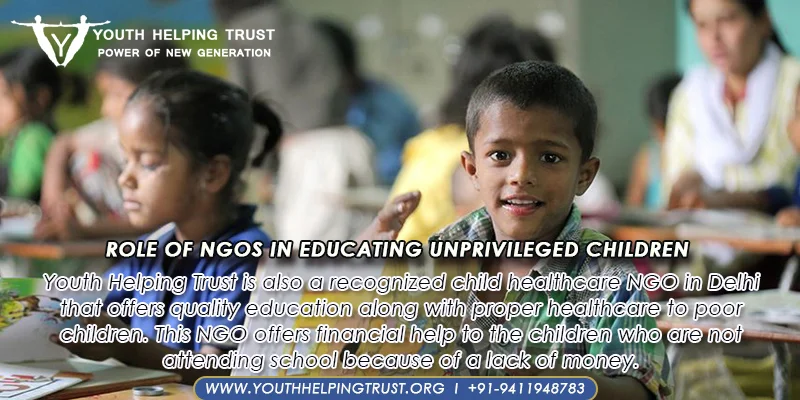 YOUTH HELPING TRUST
POWER OF NEW GENERATION
ROLE OF NGOS IN EDUCATING UNPRIVILEGED CHILDREN
Youth Helping Trust is also a recognized child healthcare NGO in Delhi
that offers quality education along with proper healthcare to poor
children. This NGO offers financial help to the children who are not
attending school because of a lack of money.
WWW.YOUTHHELPINGTRUST.ORG | +91-9411948783